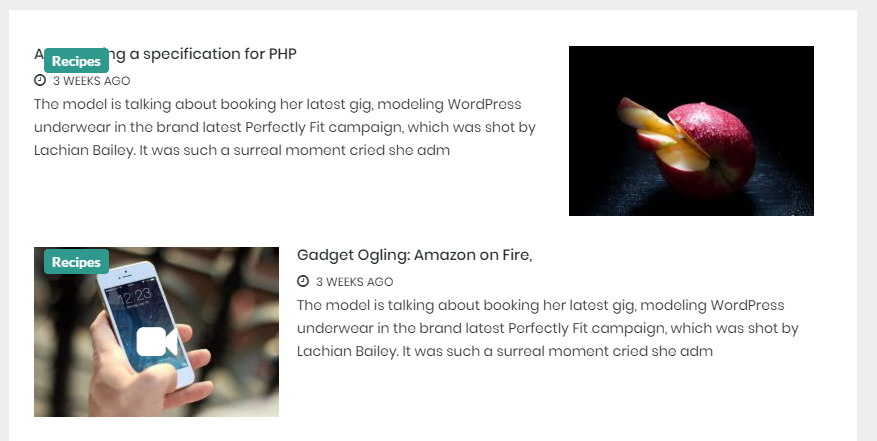 Recipes
A ng a specification for PHP
3 WEEKS AGO
The model is talking about booking her latest gig, modeling WordPress
underwear in the brand latest Perfectly Fit campaign, which was shot by
Lachian Bailey. It was such a surreal moment cried she adm
Recipes
12:23
Gadget Ogling: Amazon on Fire,
3 WEEKS AGO
The model is talking about booking her latest gig, modeling WordPress
underwear in the brand latest Perfectly Fit campaign, which was shot by
Lachian Bailey. It was such a surreal moment cried she adm